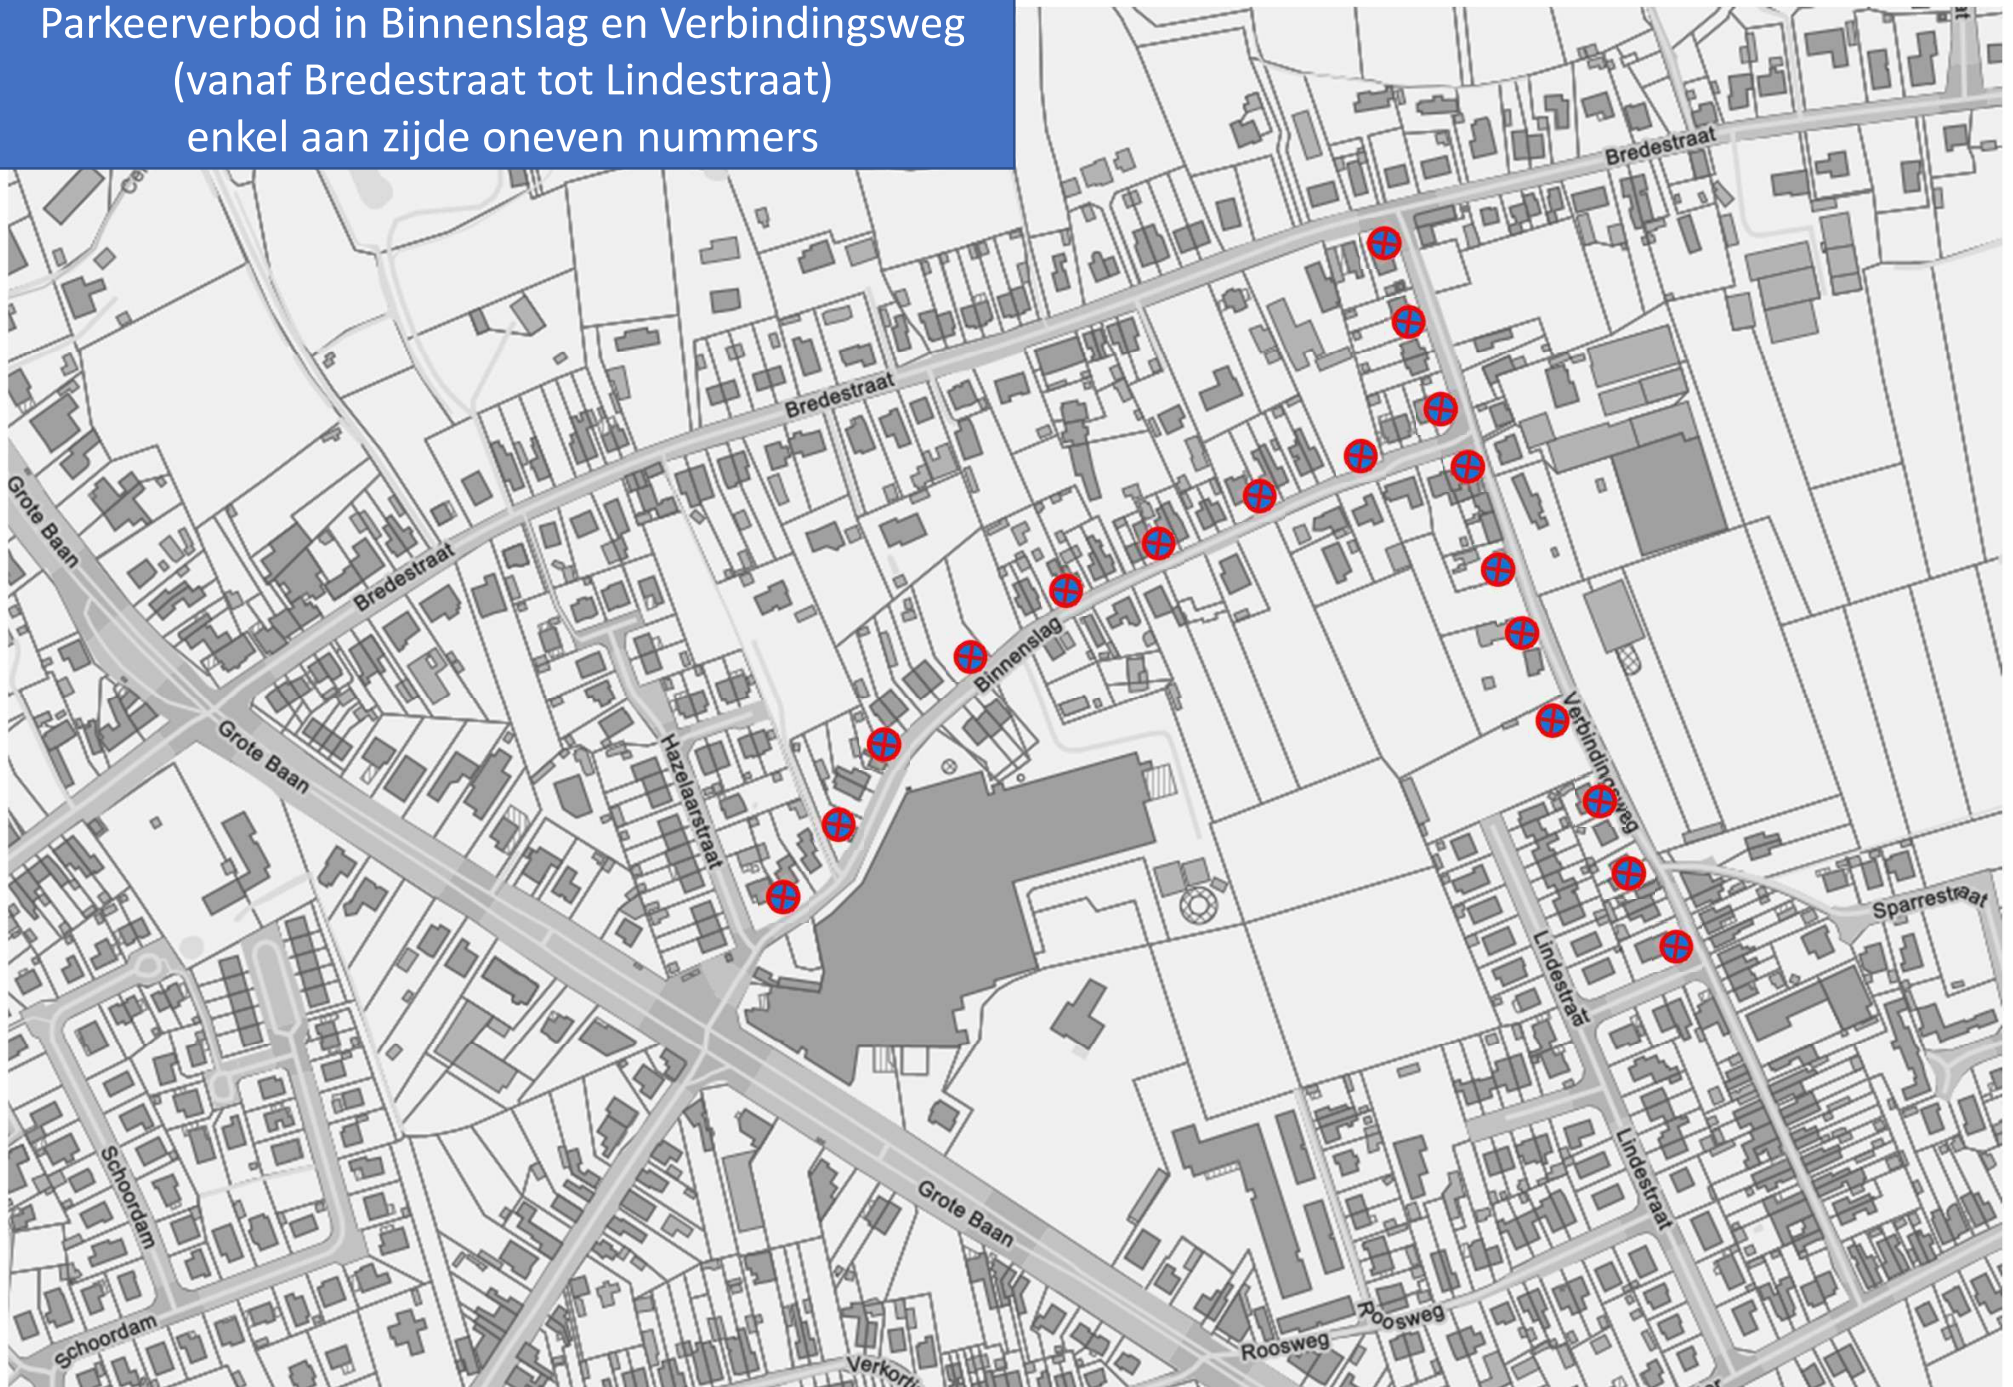 Parkeerverbod in Binnenslag en Verbindingsweg
(vanaf Bredestraat tot Lindestraat)
enkel aan zijde oneven nummers
Bredestraat
Bredestraat
Grote Baan
Bredestraat
Binnenslag
Grote Baan
Hazelaarstraat
Verbindingsweg
Sparrestraat
Lindestraat
Schoordam
Lindestraat
Grote Baan
Roosweg
Roosweg
Schoordam